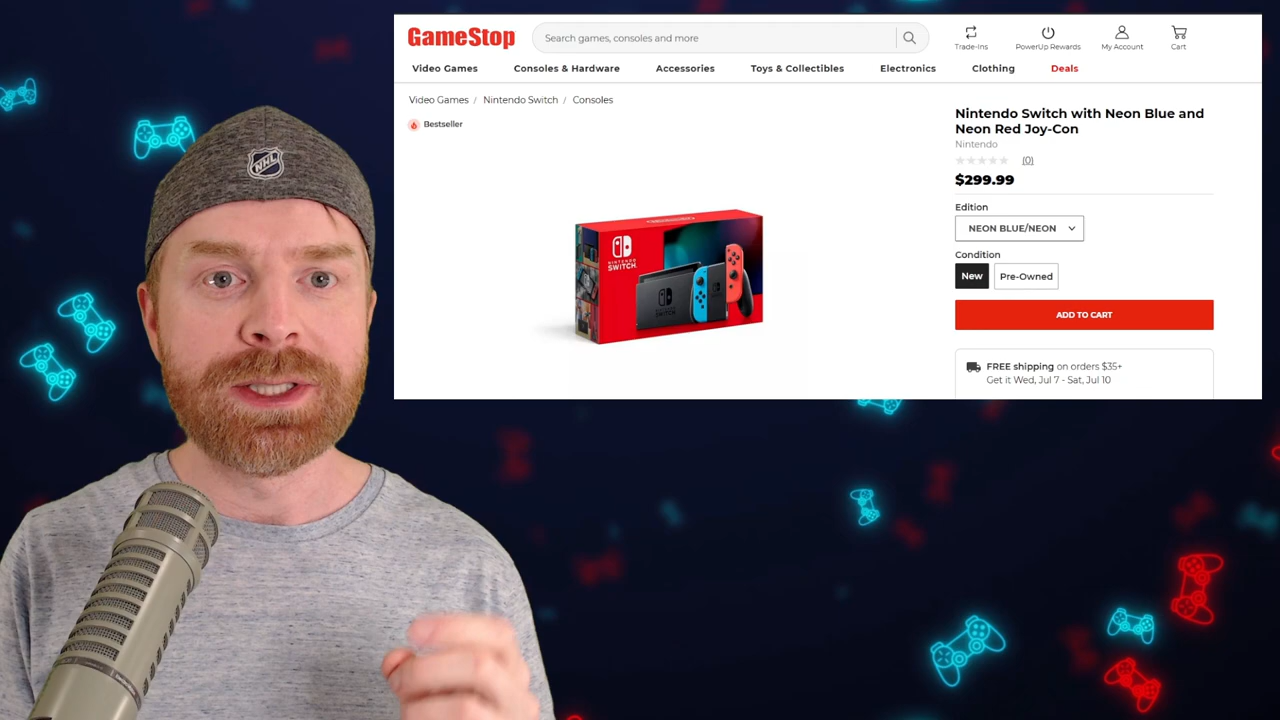 GameStop
Search games, consoles and more
Trade-Ins
PowerUp Rewards
My Account
Cart
Video Games
Consoles & Hardware
Accessories
Toys & Collectibles
Electronics
Clothing
Deals
Video Games / Nintendo Switch / Consoles
Bestseller
Nintendo Switch with Neon Blue and
Neon Red Joy-Con
Nintendo
(0)
$299.99
Edition
NEON BLUE/NEON
Condition
New
Pre-Owned
ADD TO CART
FREE shipping on orders $35+
Get it Wed, Jul 7 - Sat, Jul 10
NINTENDO
SWITCH
NHL